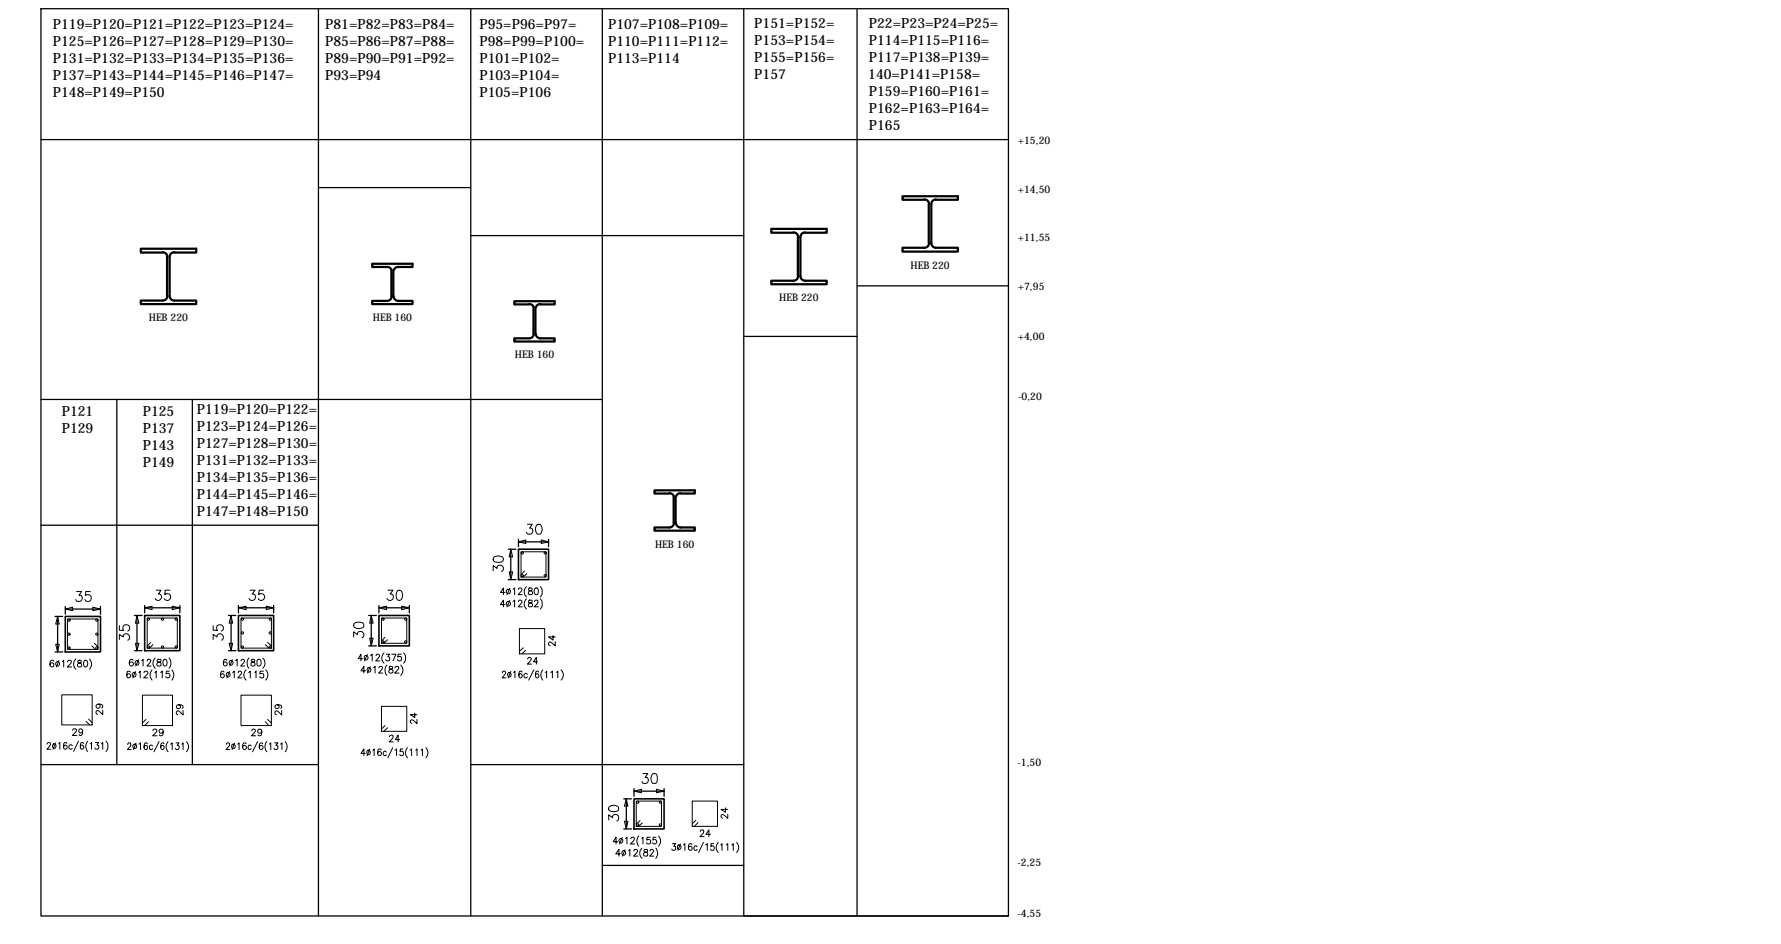 P119=P120=P121=P122=P123=P124=
P125=P126=P127=P128=P129=P130=
P131=P132=P133=P134=P135=P136=
P137=P143=P144=P145=P146=P147=
P148=P149=P150
P81=P82=P83=P84=
P85=P86=P87=P88=
P89=P90=P91=P92=
P93=P94
P95=P96=P97=
P98=P99=P100=
P101=P102=
P103=P104=
P105=P106
P107=P108=P109=
P110=P111=P112=
P113=P114
P151=P152=
P153=P154=
P155=P156=
P157
P22=P23=P24=P25=
P114=P115=P116=
P117=P138=P139=
140=P141=P158=
P159=P160=P161=
P162=P163=P164=
P165
+15,20
+14,50
+11,55
+7,95
+4,00
-0,20
-1,50
-2,25
-4,55
HEB 220
HEB 160
HEB 160
HEB 160
HEB 220
HEB 220
P121
P129
P125
P137
P143
P149
P119=P120=P122=
P123=P124=P126=
P127=P128=P130=
P131=P132=P133=
P134=P135=P136=
P144=P145=P146=
P147=P148=P150
35
6ø12(80)
29
29
2ø16c/6(131)
35
35
6ø12(80)
6ø12(115)
29
29
2ø16c/6(131)
35
35
6ø12(80)
6ø12(115)
29
29
2ø16c/6(131)
30
30
4ø12(375)
4ø12(82)
24
24
4ø16c/15(111)
30
30
4ø12(80)
4ø12(82)
24
24
2ø16c/6(111)
30
30
4ø12(155)
4ø12(82)
24
24
3ø16c/15(111)